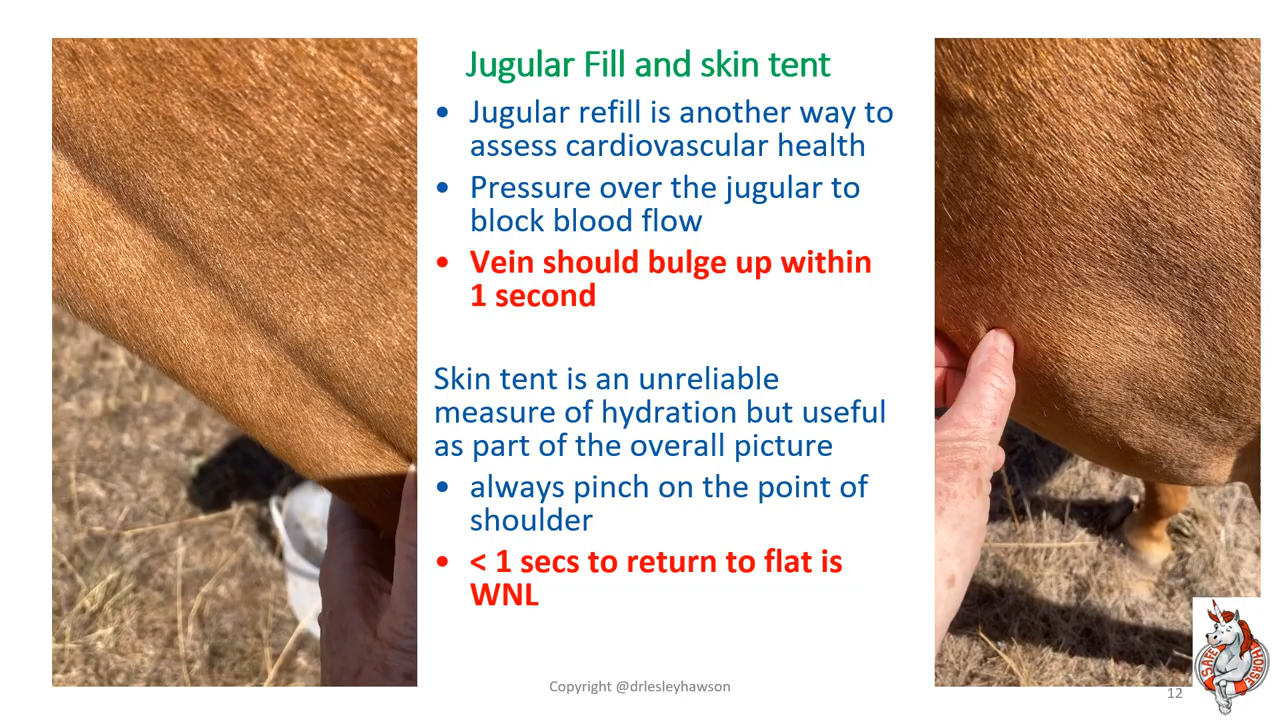 Jugular Fill and skin tent
• Jugular refill is another way to
assess cardiovascular health
• Pressure over the jugular to
block blood flow
• Vein should bulge up within
1 second
Skin tent is an unreliable
measure of hydration but useful
as part of the overall picture
• always pinch on the point of
shoulder
• < 1 secs to return to flat is
WNL
Copyright @drlesleyhawson
12
SAFE HORSE